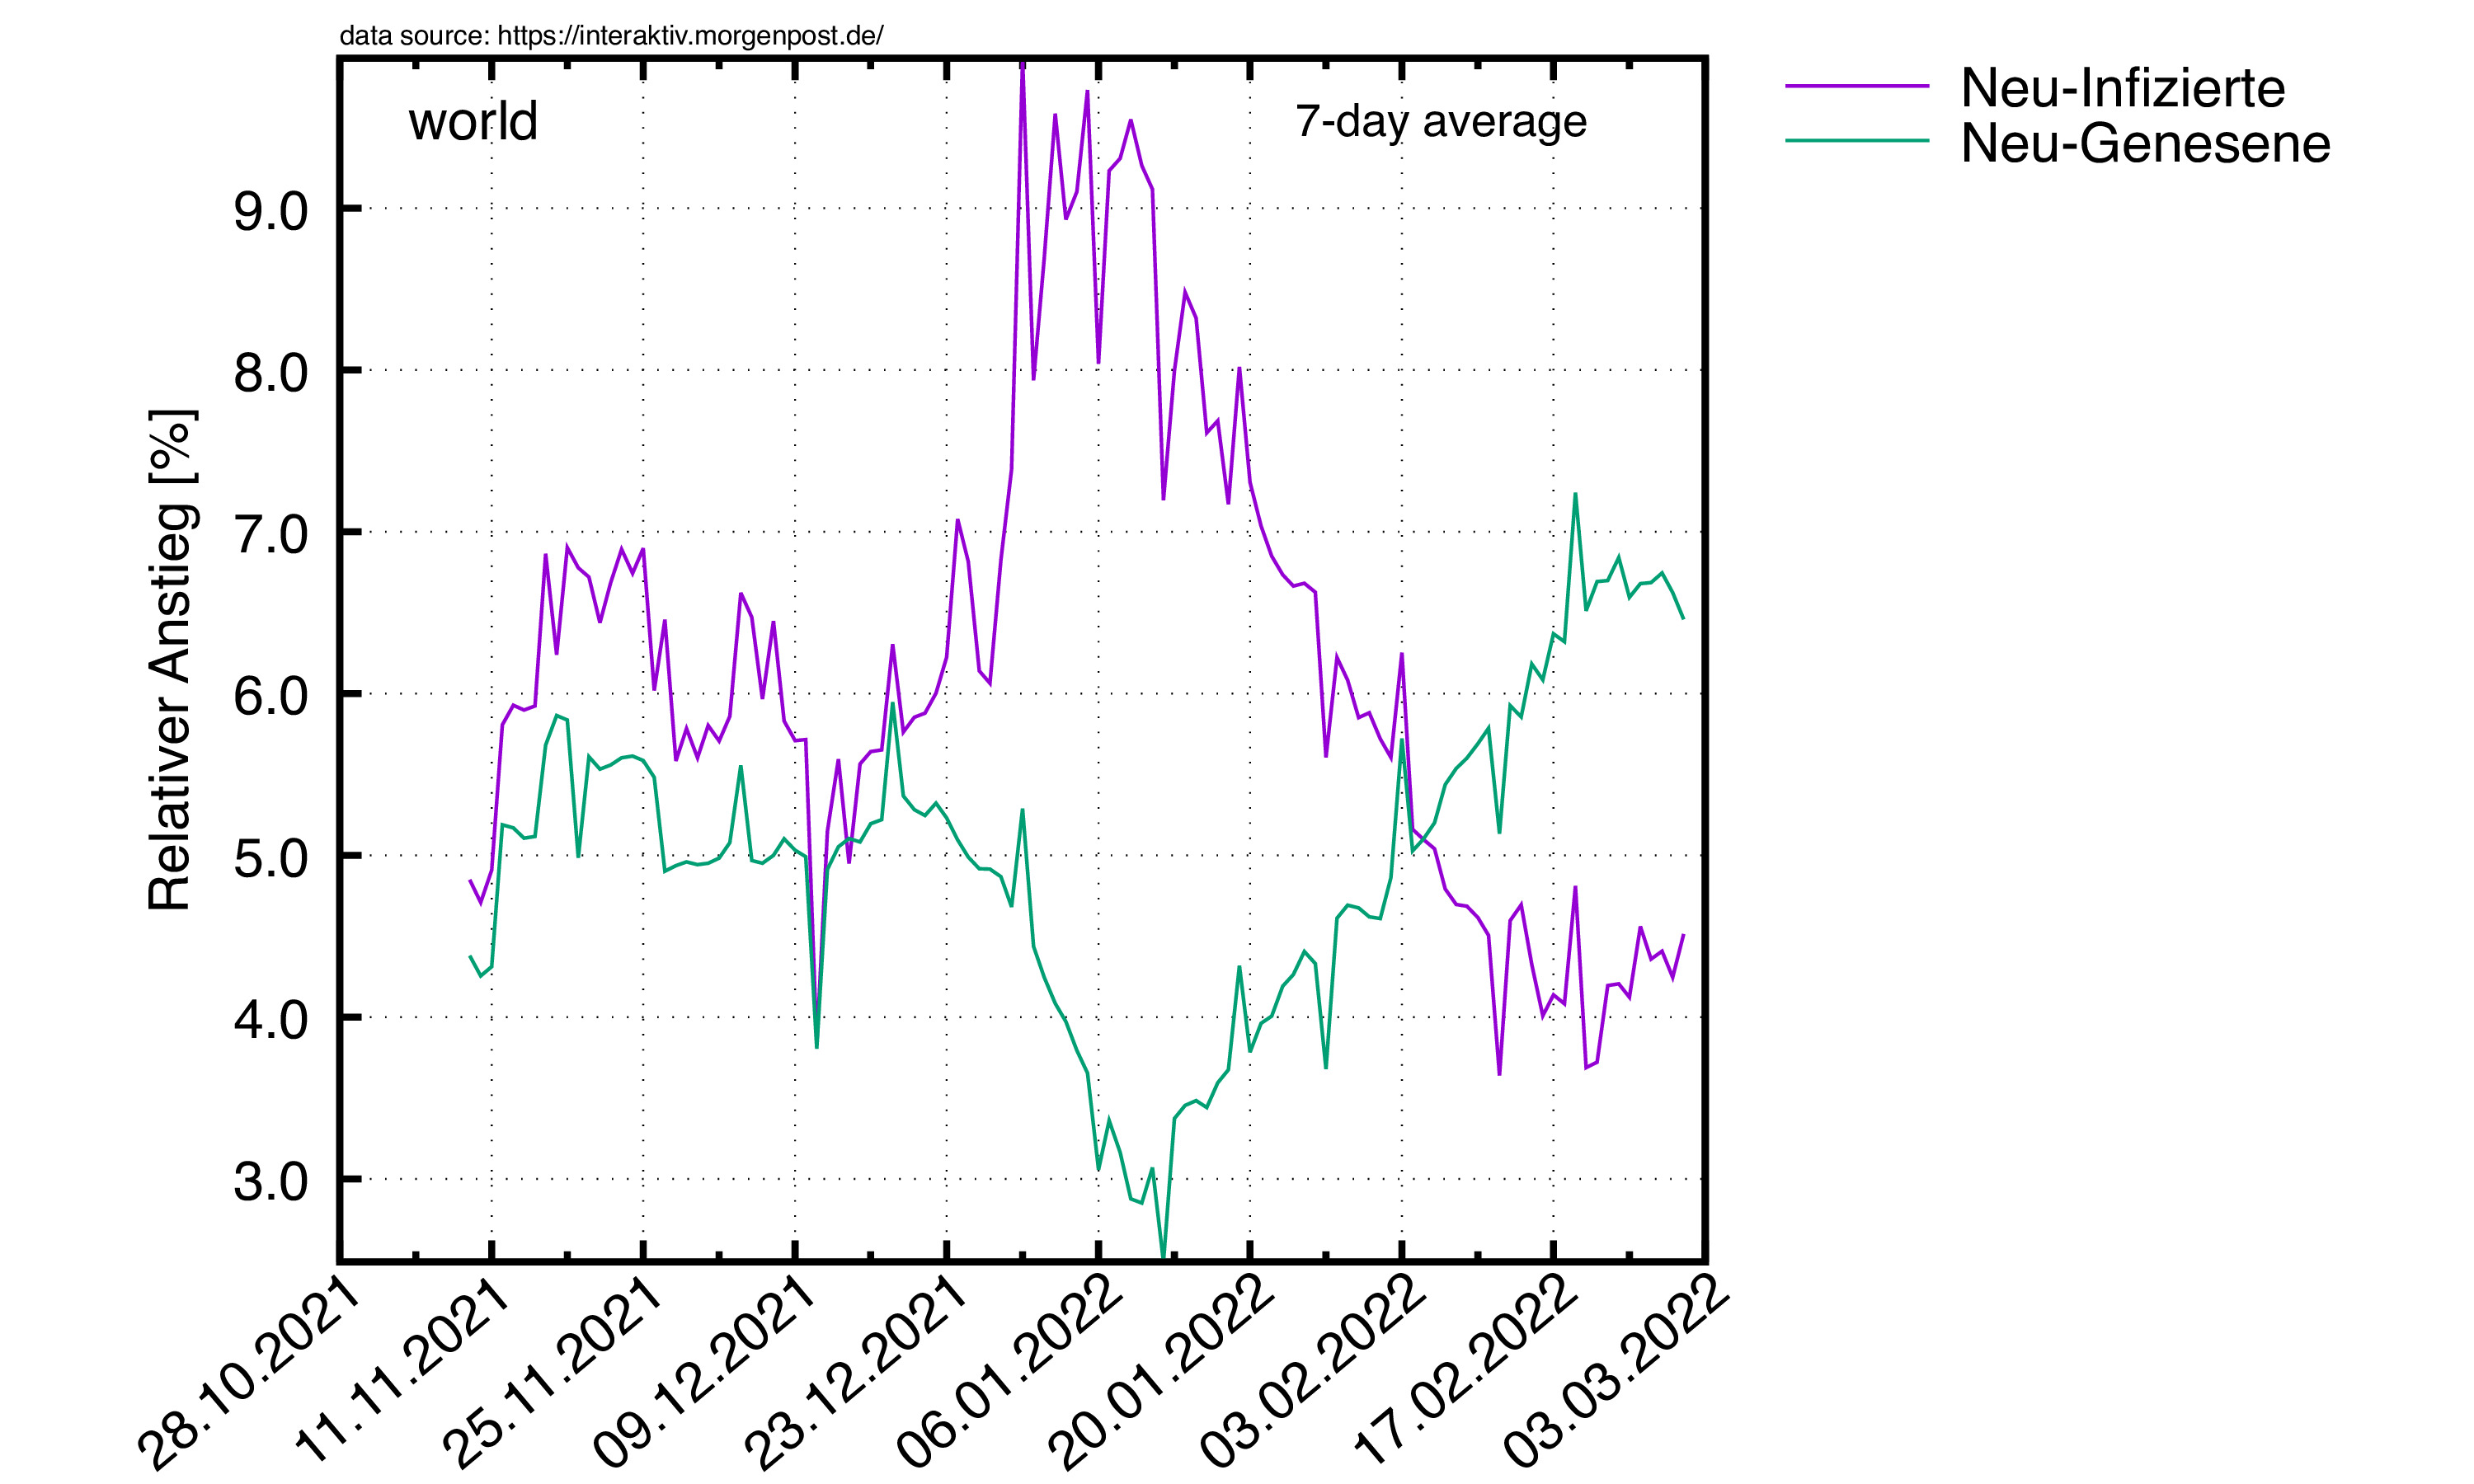 data source: https://interaktiv.morgenpost.de/
world
7-day average
Neu-Infizierte
Neu-Genesene
Relativer Anstieg [%]
9.0
8.0
7.0
6.0
5.0
4.0
3.0
28.10.2021
11.11.2021
25.11.2021
09.12.2021
23.12.2021
06.01.2022
20.01.2022
03.02.2022
17.02.2022
03.03.2022